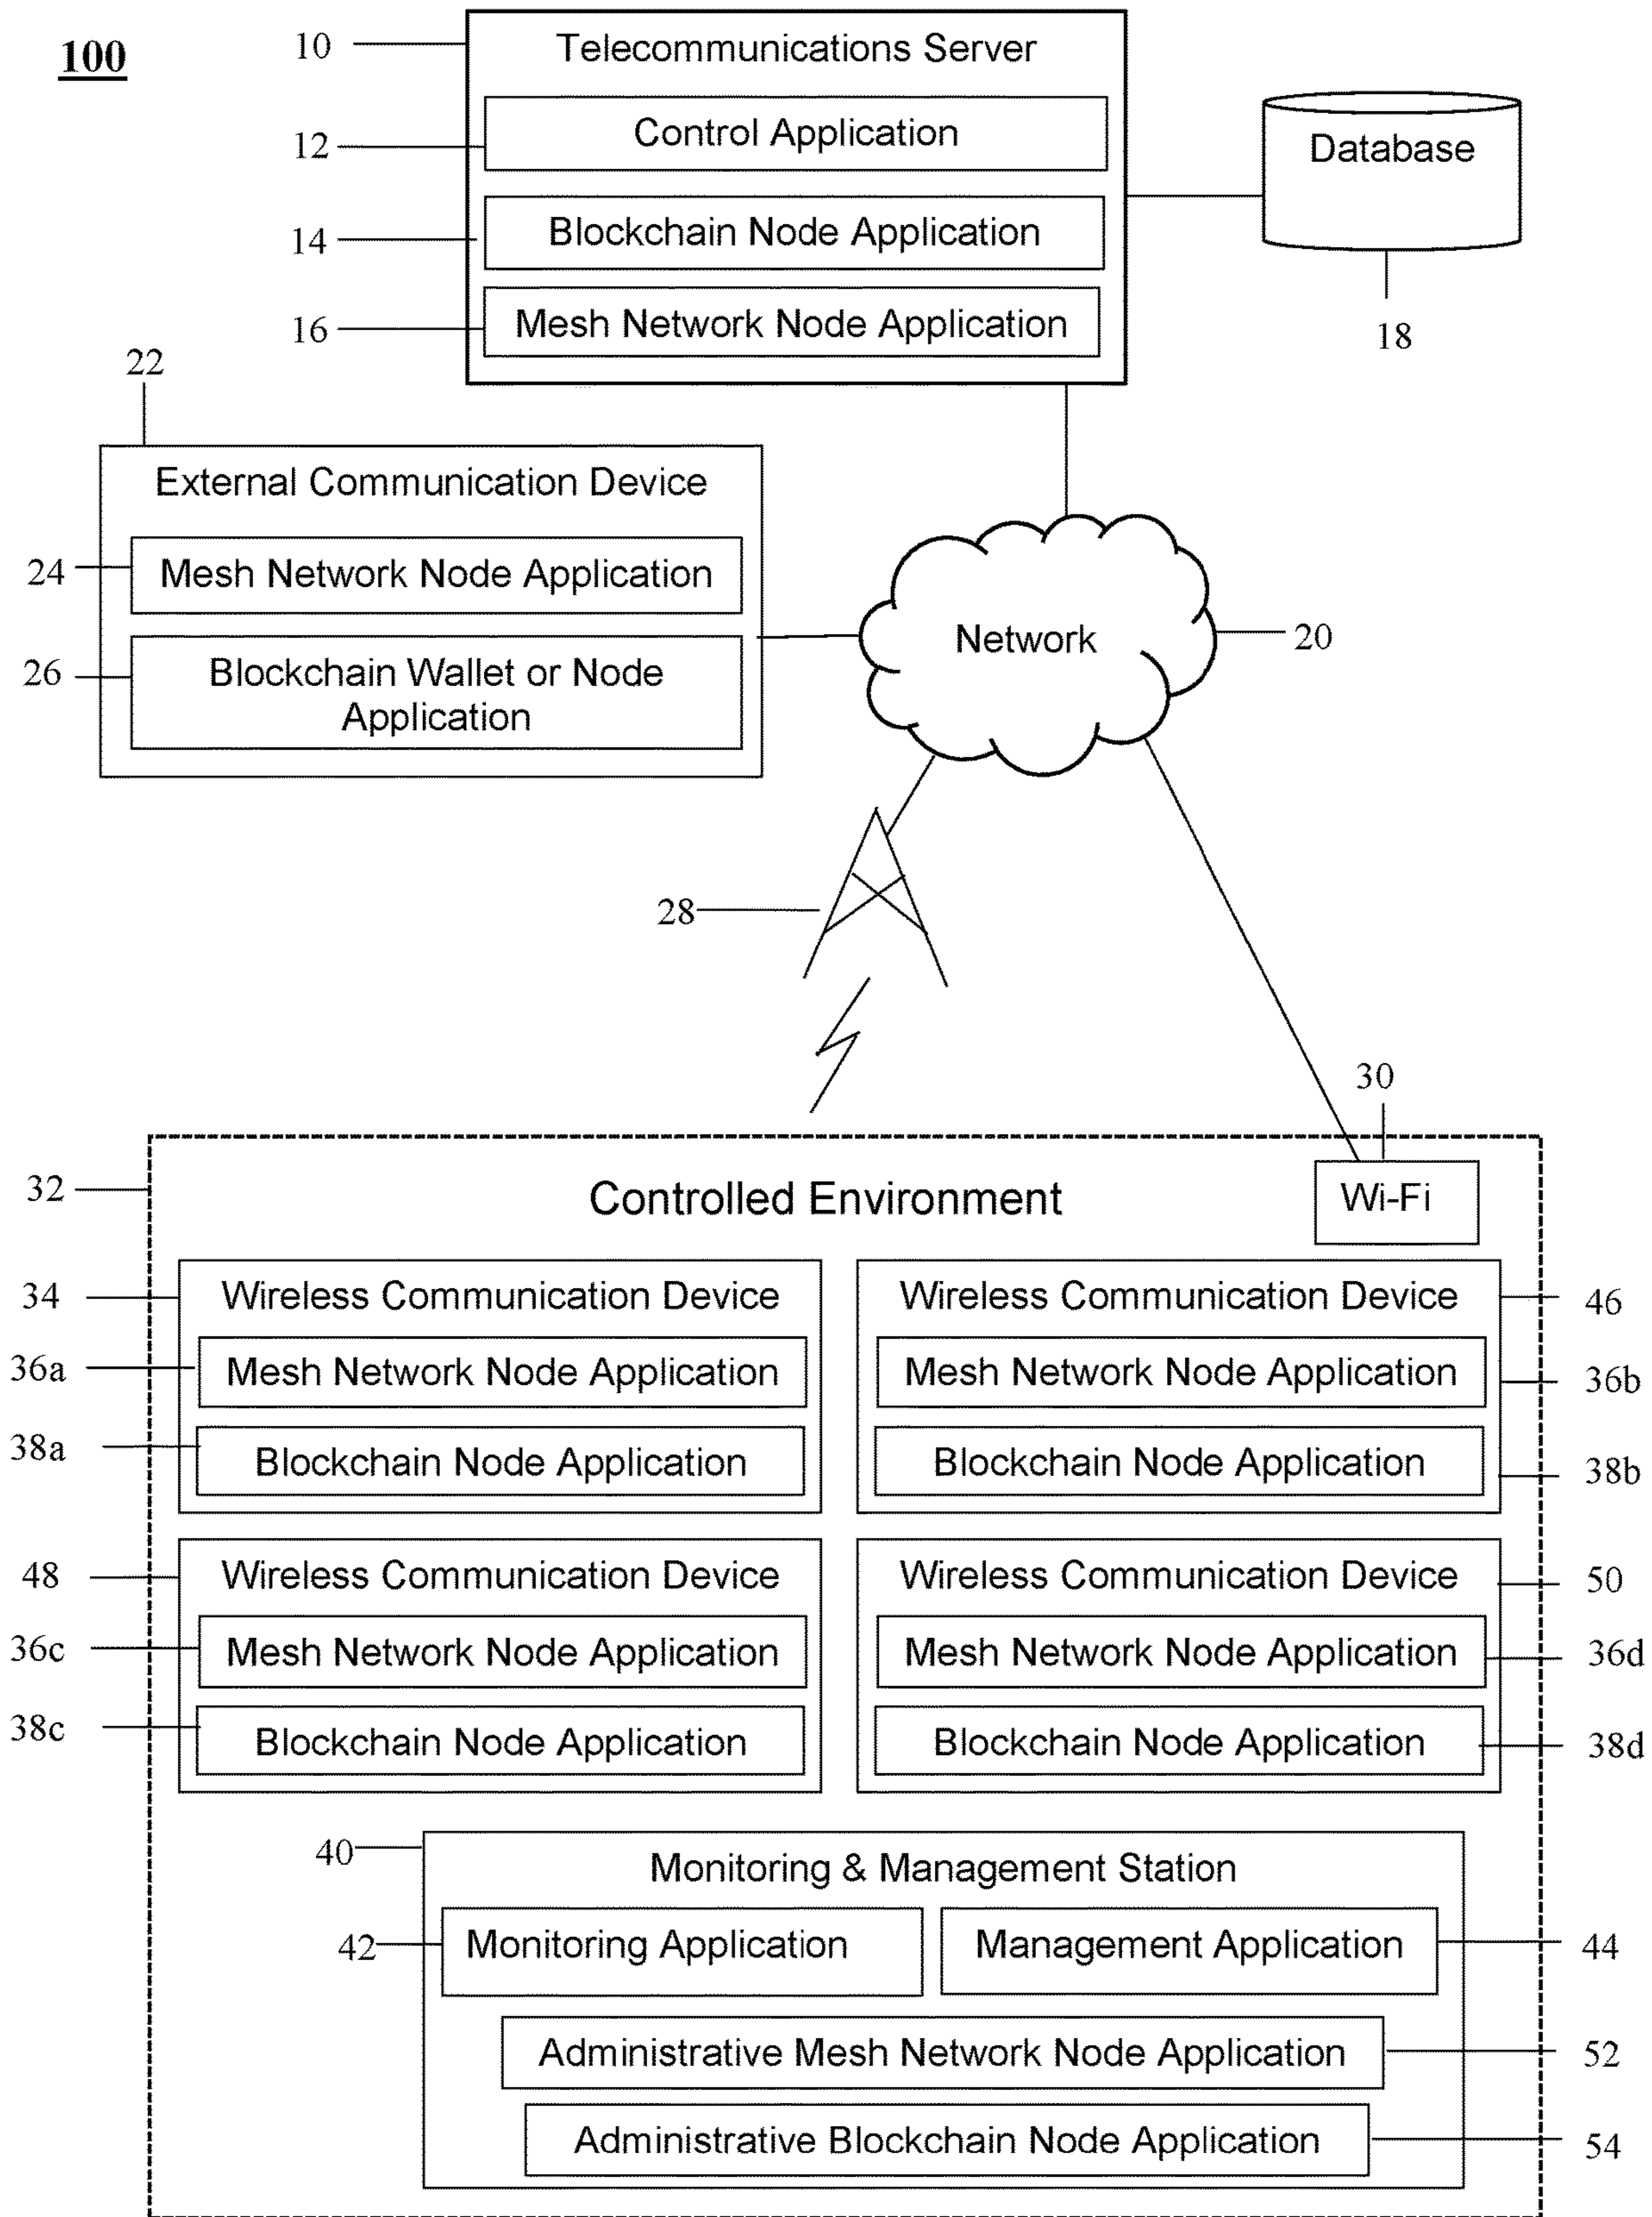 100
10
Telecommunications Server
12
Control Application
14
Blockchain Node Application
16
Mesh Network Node Application
Database
18
22
External Communication Device
24
Mesh Network Node Application
26
Blockchain Wallet or Node
Application
Network
20
28
30
Wi-Fi
32
Controlled Environment
34
Wireless Communication Device
36a
Mesh Network Node Application
38a
Blockchain Node Application
Wireless Communication Device
46
Mesh Network Node Application
36b
Blockchain Node Application
38b
48
Wireless Communication Device
36c
Mesh Network Node Application
38c
Blockchain Node Application
Wireless Communication Device
50
Mesh Network Node Application
36d
Blockchain Node Application
38d
40
Monitoring & Management Station
42
Monitoring Application
Management Application
44
Administrative Mesh Network Node Application
52
Administrative Blockchain Node Application
54